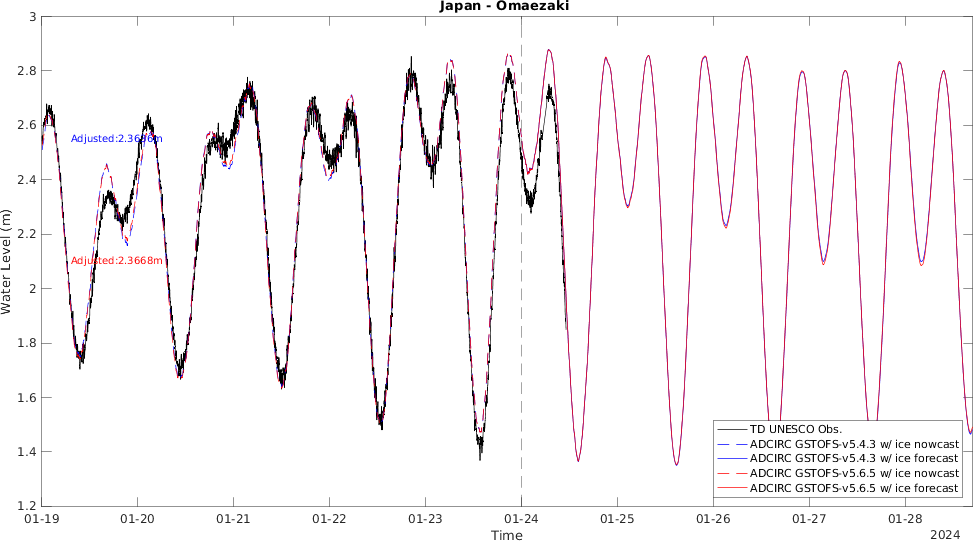 Japan - Omaezaki
Water Level (m)
3
2.8
2.6
2.4
2.2
2
1.8
1.6
1.4
1.2
Adjusted:2.3668m
TD UNESCO Obs.
ADCIRC GSTOFS-v5.4.3 w/ ice nowcast
ADCIRC GSTOFS-v5.4.3 w/ ice forecast
ADCIRC GSTOFS-v5.6.5 w/ ice nowcast
ADCIRC GSTOFS-v5.6.5 w/ ice forecast
01-19 01-20 01-21 01-22 01-23 01-24 01-25 01-26 01-27 01-28
Time
2024